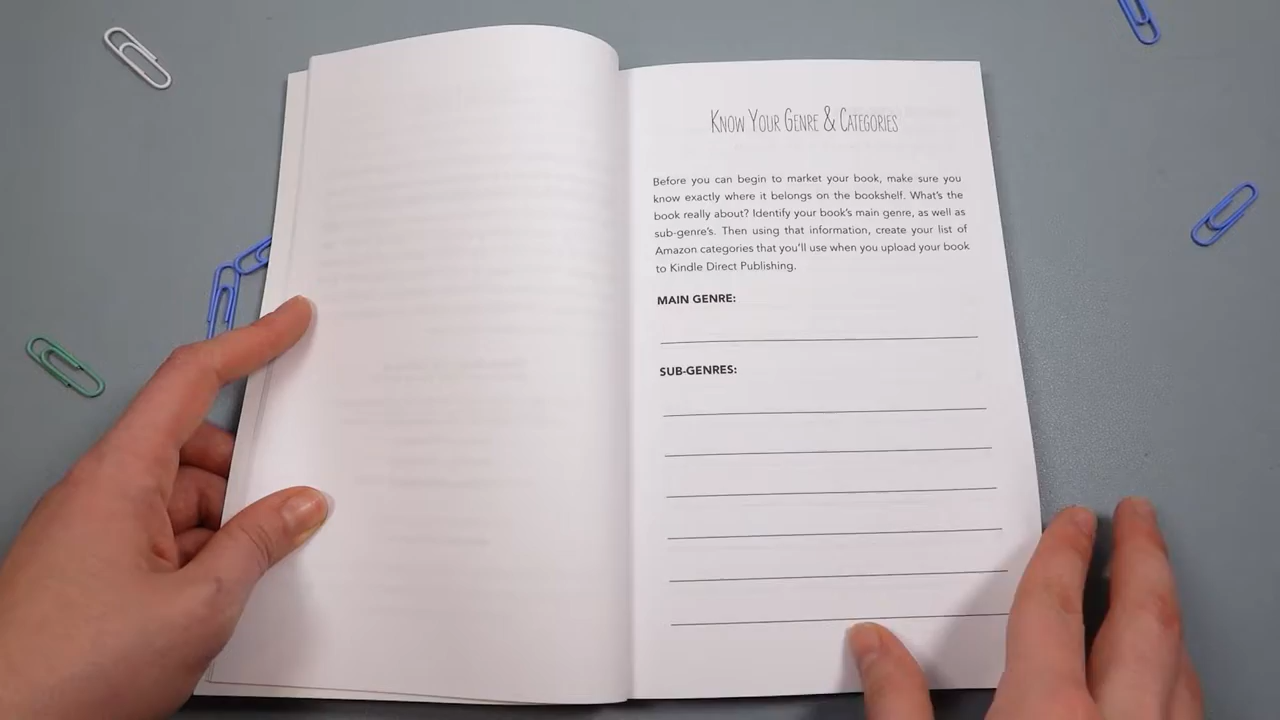 Know Your Genre & Categories
Before you can begin to market your book, make sure you
know exactly where it belongs on the bookshelf. What's the
book really about? Identify your book's main genre, as well as
sub-genre's. Then using that information, create your list of
Amazon categories that you'll use when you upload your book
to Kindle Direct Publishing.
MAIN GENRE:
SUB-GENRES: